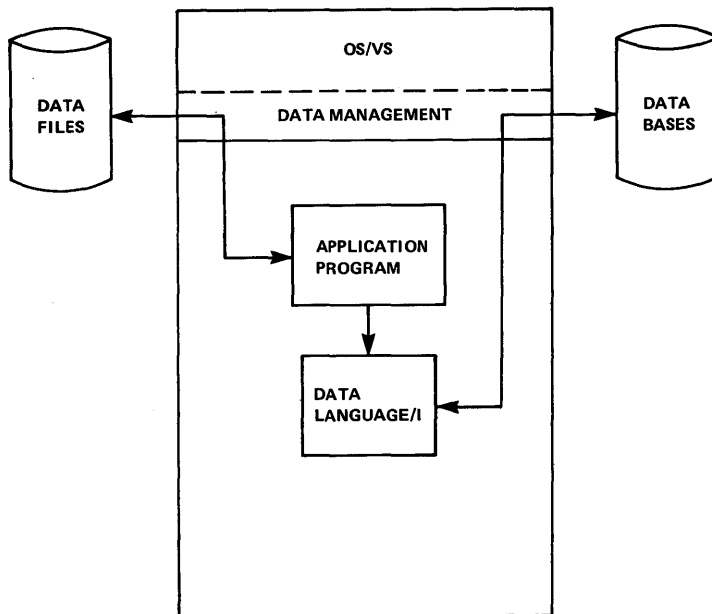 OS/VS
DATA
FILES
DATA MANAGEMENT
DATA
BASES
APPLICATION
PROGRAM
DATA
LANGUAGE/I